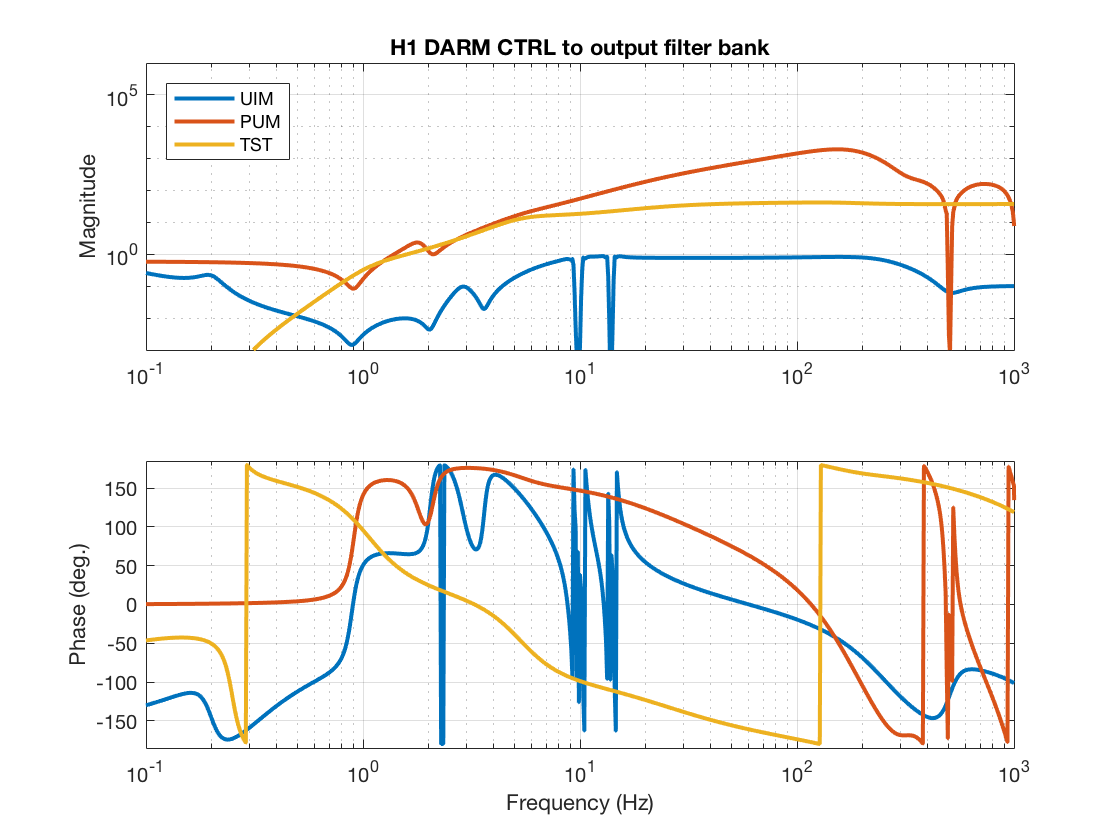 H1 DARM CTRL to output filter bank
10^5
10^0
Magnitude
UIM
PUM
TST
10^-1 10^0 10^1 10^2 10^3
150
100
50
0
-50
-100
-150
Phase (deg.)
10^-1 10^0 10^1 10^2 10^3
Frequency (Hz)